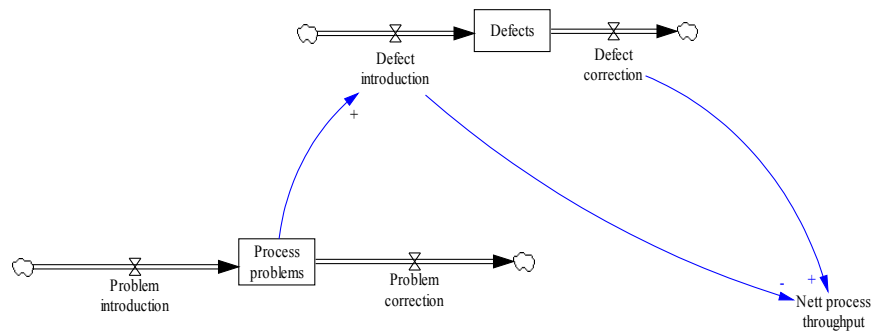 Defects
Defect
introduction
Defect
correction
+
Process
problems
Problem
introduction
Problem
correction
-
+
Nett process
throughput